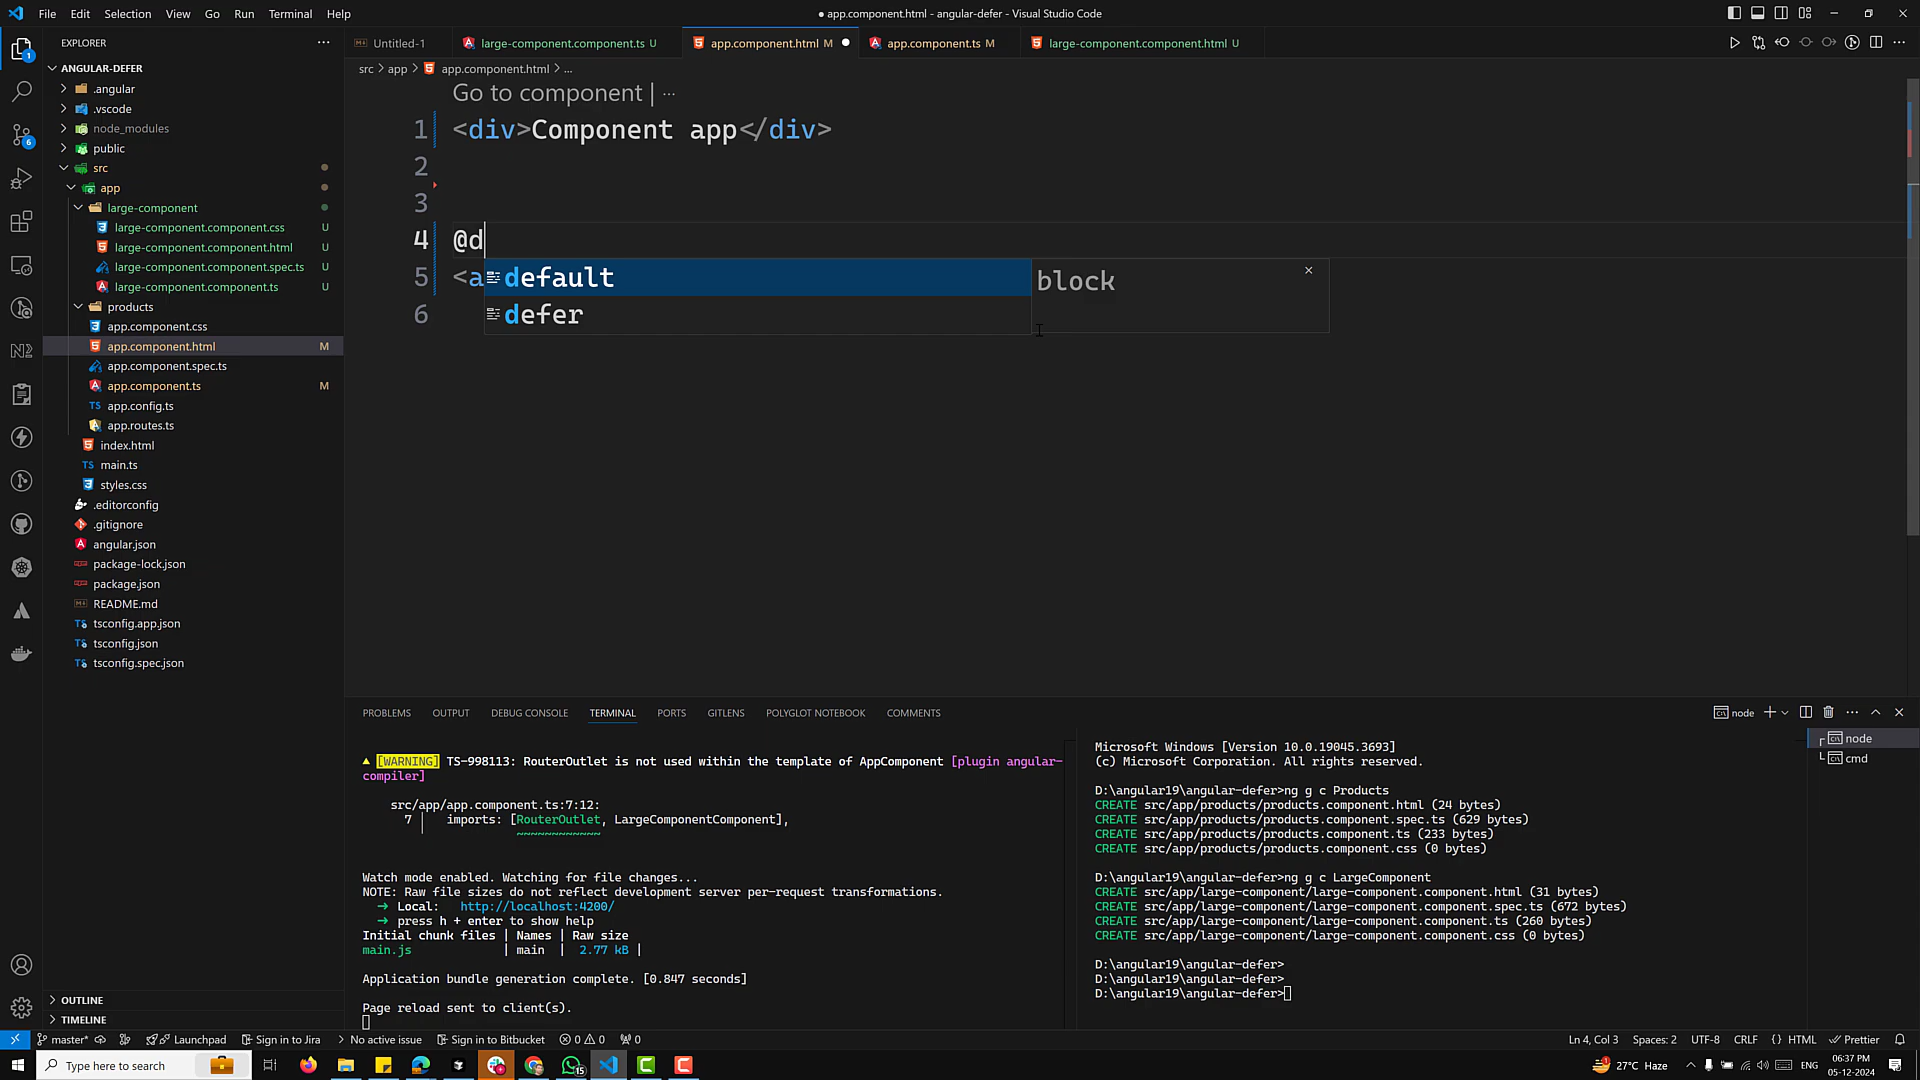 File Edit Selection View Go Run Terminal Help
● app.component.html - angular-defer - Visual Studio Code
EXPLORER
Untitled-1
large-component.component.ts U
app.component.html M
app.component.ts M
large-component.component.html U
ANGULAR-DEFER
.angular
.vscode
node_modules
public
src
app
large-component
large-component.component.css U
large-component.component.html U
large-component.component.spec.ts U
large-component.component.ts U
products
app.component.css
app.component.html M
app.component.spec.ts
app.component.ts M
TS app.config.ts
app.routes.ts
index.html
TS main.ts
styles.css
.editorconfig
.gitignore
angular.json
package-lock.json
package.json
README.md
tsconfig.app.json
tsconfig.json
tsconfig.spec.json
OUTLINE
TIMELINE
src > app > app.component.html > ...
Go to component | ...
1 <div>Component app</div>
2
3
4 @d
5 <a
6
default
defer
block
PROBLEMS OUTPUT DEBUG CONSOLE TERMINAL PORTS GITLENS POLYGLOT NOTEBOOK COMMENTS
node
▲ [WARNING] TS-998113: RouterOutlet is not used within the template of AppComponent [plugin angular-
compiler]
src/app/app.component.ts:7:12:
7 │ imports: [RouterOutlet, LargeComponentComponent],
~~~~~~~~~~~~
Watch mode enabled. Watching for file changes...
NOTE: Raw file sizes do not reflect development server per-request transformations.
➜ Local: http://localhost:4200/
➜ press h + enter to show help
Initial chunk files | Names | Raw size
main.js | main | 2.77 kB |
Application bundle generation complete. [0.847 seconds]
Page reload sent to client(s).
Microsoft Windows [Version 10.0.19045.3693]
(c) Microsoft Corporation. All rights reserved.
D:\angular19\angular-defer>ng g c Products
CREATE src/app/products/products.component.html (24 bytes)
CREATE src/app/products/products.component.spec.ts (629 bytes)
CREATE src/app/products/products.component.ts (233 bytes)
CREATE src/app/products/products.component.css (0 bytes)
D:\angular19\angular-defer>ng g c LargeComponent
CREATE src/app/large-component/large-component.component.html (31 bytes)
CREATE src/app/large-component/large-component.component.spec.ts (672 bytes)
CREATE src/app/large-component/large-component.component.ts (260 bytes)
CREATE src/app/large-component/large-component.component.css (0 bytes)
D:\angular19\angular-defer>
D:\angular19\angular-defer>
D:\angular19\angular-defer>
node
cmd
master* Launchpad Sign in to Jira No active issue Sign in to Bitbucket 0 0 0
Ln 4, Col 3 Spaces: 2 UTF-8 CRLF {} HTML Prettier
Type here to search
15
27°C Haze
ENG
06:37 PM
05-12-2024